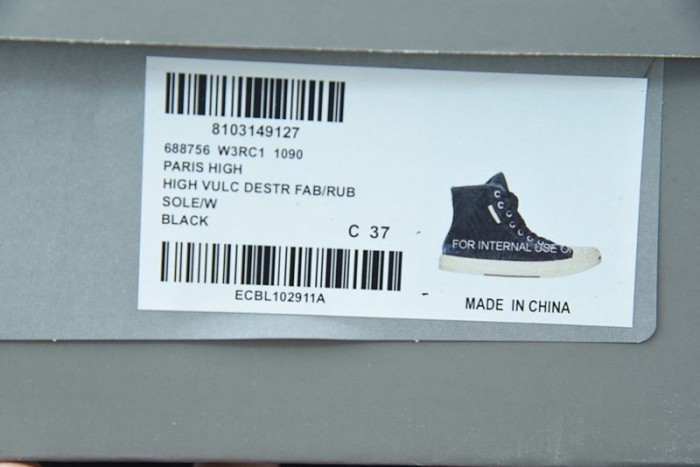 8103149127
688756 W3RC1 1090
PARIS HIGH
HIGH VULC DESTR FAB/RUB
SOLE/W
BLACK
C 37
ECBL102911A
FOR INTERNAL USE
MADE IN CHINA